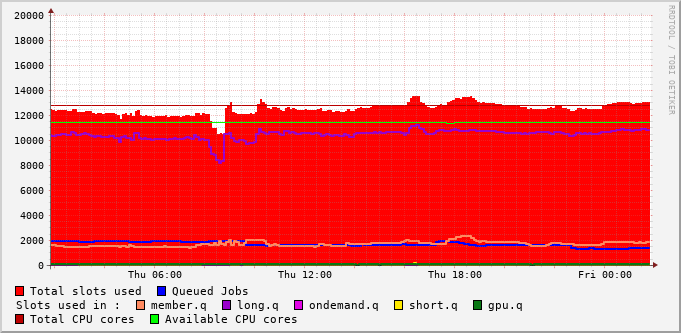 20000
18000
16000
14000
12000
10000
8000
6000
4000
2000
0
Thu 06:00 Thu 12:00 Thu 18:00 Fri 00:00
Total slots used Queued Jobs
Slots used in : member.q long.q ondemand.q short.q gpu.q
Total CPU cores Available CPU cores
RRDTOOL / TOBI OETIKER